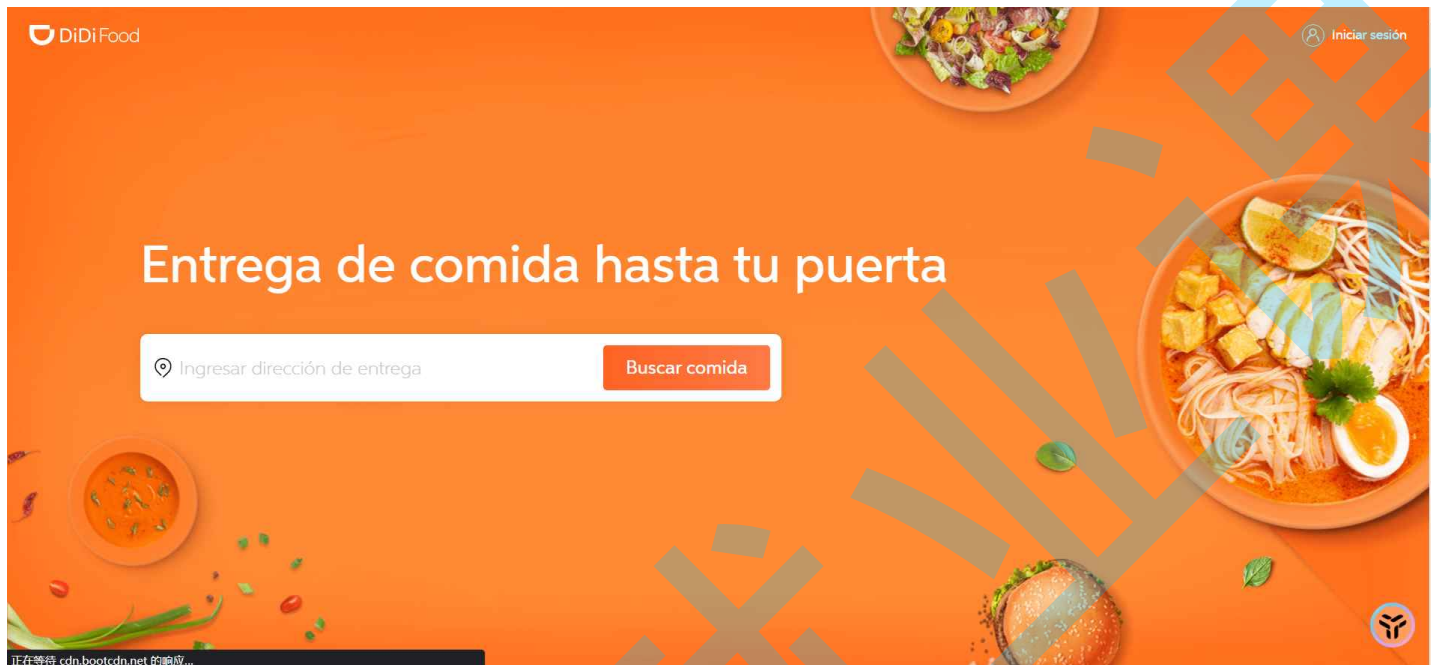 DiDi Food
Iniciar sesión
Entrega de comida hasta tu puerta
Ingresar dirección de entrega
Buscar comida
正在等待 cdn.bootcdn.net 的响应...